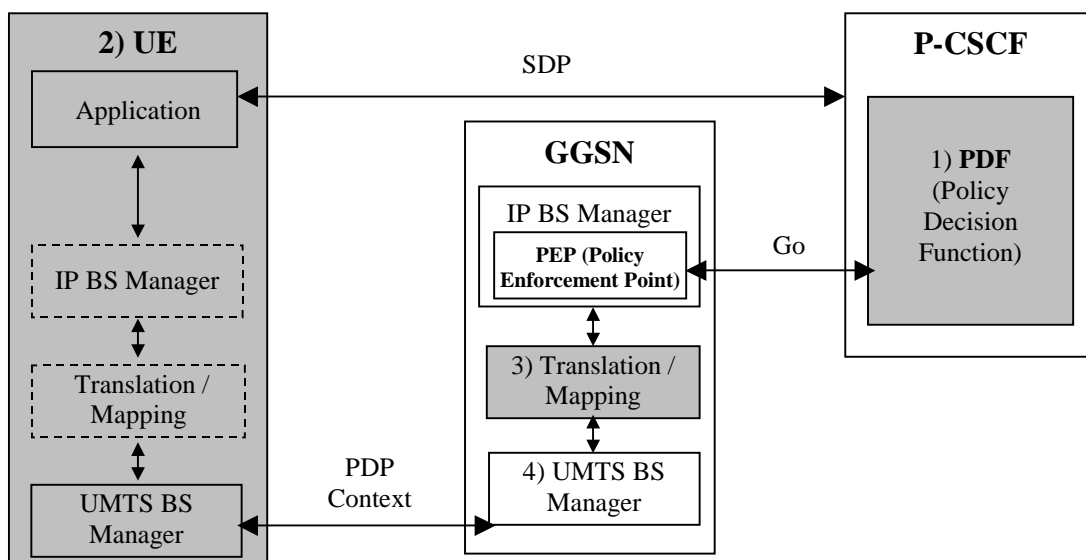 2) UE
Application
IP BS Manager
Translation /
Mapping
UMTS BS
Manager
SDP
PDP
Context
GGSN
IP BS Manager
PEP (Policy
Enforcement Point)
3) Translation /
Mapping
4) UMTS BS
Manager
Go
P-CSCF
1) PDF
(Policy
Decision
Function)